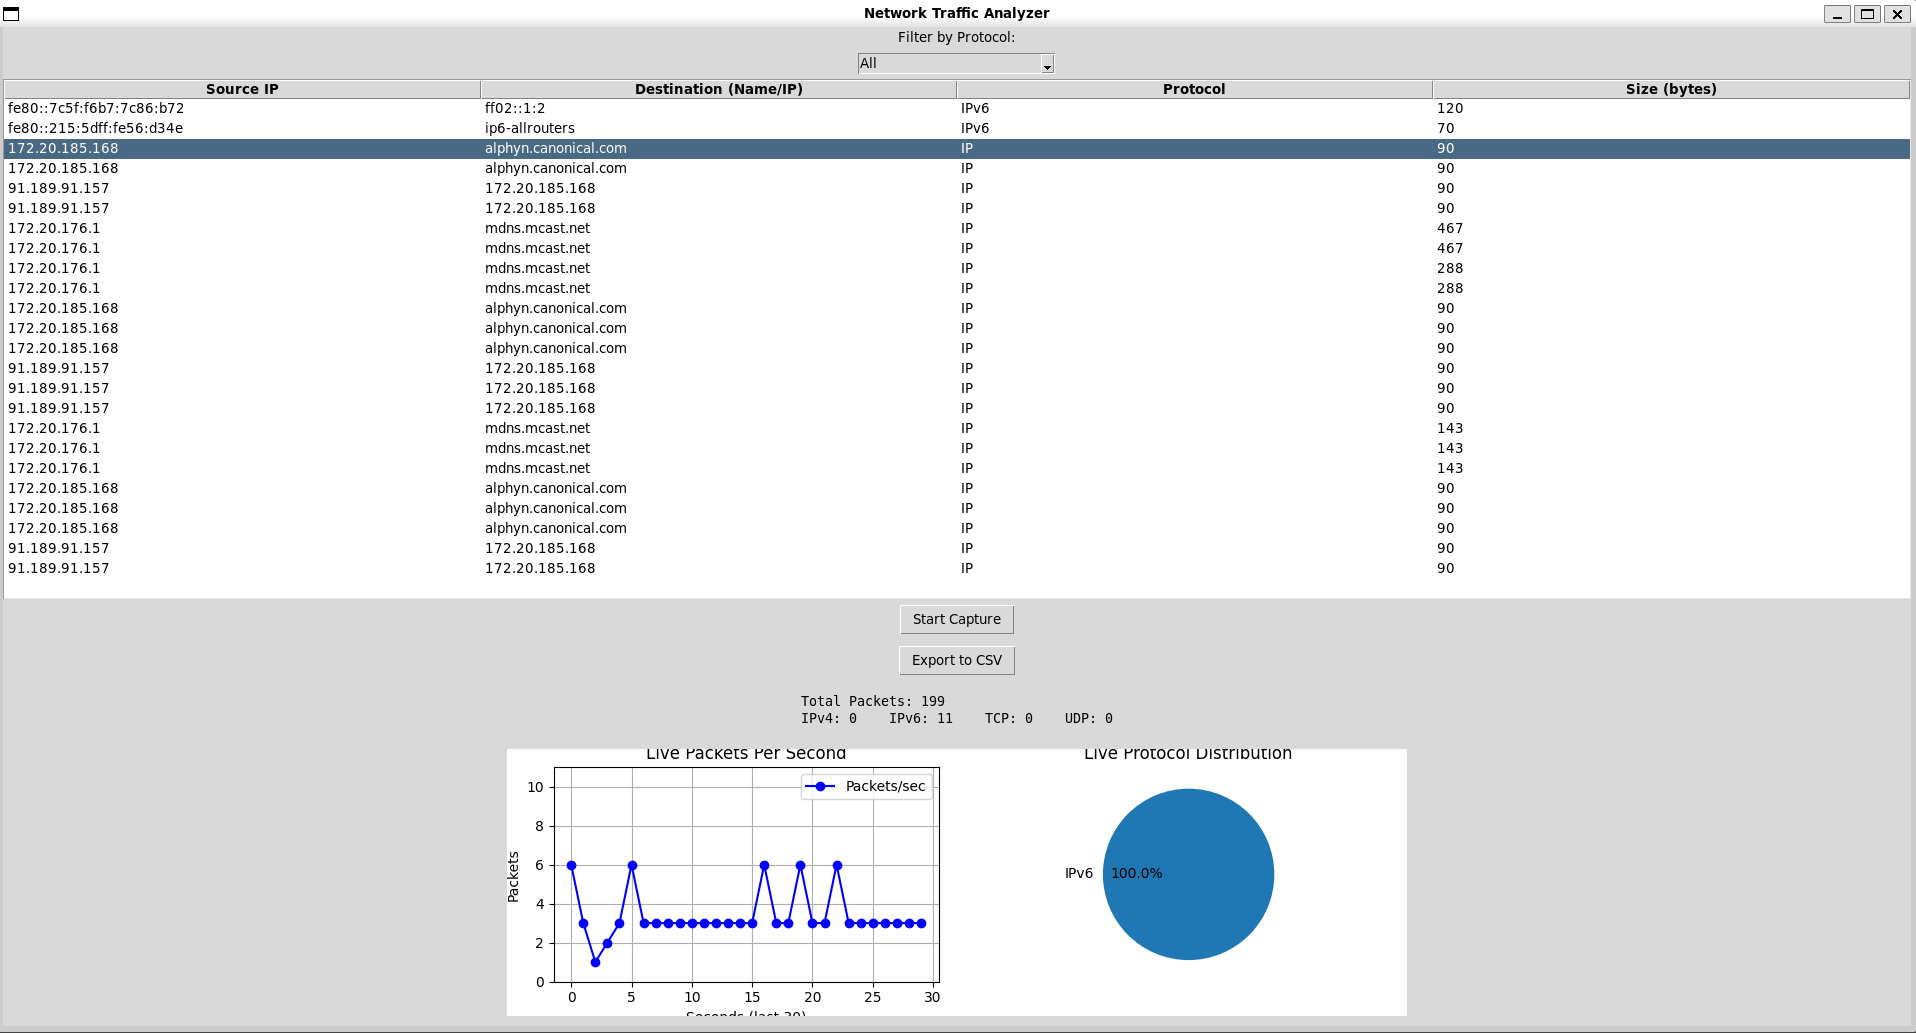 Network Traffic Analyzer
Filter by Protocol:
All
Source IP Destination (Name/IP) Protocol Size (bytes)
fe80::7c5f:f6b7:7c86:b72 ff02::1:2 IPv6 120
fe80::215:5dff:fe56:d34e ip6-allrouters IPv6 70
172.20.185.168 alphyn.canonical.com IP 90
172.20.185.168 alphyn.canonical.com IP 90
91.189.91.157 172.20.185.168 IP 90
91.189.91.157 172.20.185.168 IP 90
172.20.176.1 mdns.mcast.net IP 467
172.20.176.1 mdns.mcast.net IP 467
172.20.176.1 mdns.mcast.net IP 288
172.20.176.1 mdns.mcast.net IP 288
172.20.185.168 alphyn.canonical.com IP 90
172.20.185.168 alphyn.canonical.com IP 90
172.20.185.168 alphyn.canonical.com IP 90
91.189.91.157 172.20.185.168 IP 90
91.189.91.157 172.20.185.168 IP 90
91.189.91.157 172.20.185.168 IP 90
172.20.176.1 mdns.mcast.net IP 143
172.20.176.1 mdns.mcast.net IP 143
172.20.176.1 mdns.mcast.net IP 143
172.20.185.168 alphyn.canonical.com IP 90
172.20.185.168 alphyn.canonical.com IP 90
172.20.185.168 alphyn.canonical.com IP 90
91.189.91.157 172.20.185.168 IP 90
91.189.91.157 172.20.185.168 IP 90
Start Capture
Export to CSV
Total Packets: 199
IPv4: 0 IPv6: 11 TCP: 0 UDP: 0
Live Packets Per Second
Packets/sec
Packets
10
8
6
4
2
0
0 5 10 15 20 25 30
Seconds (last 30)
Live Protocol Distribution
IPv6 100.0%